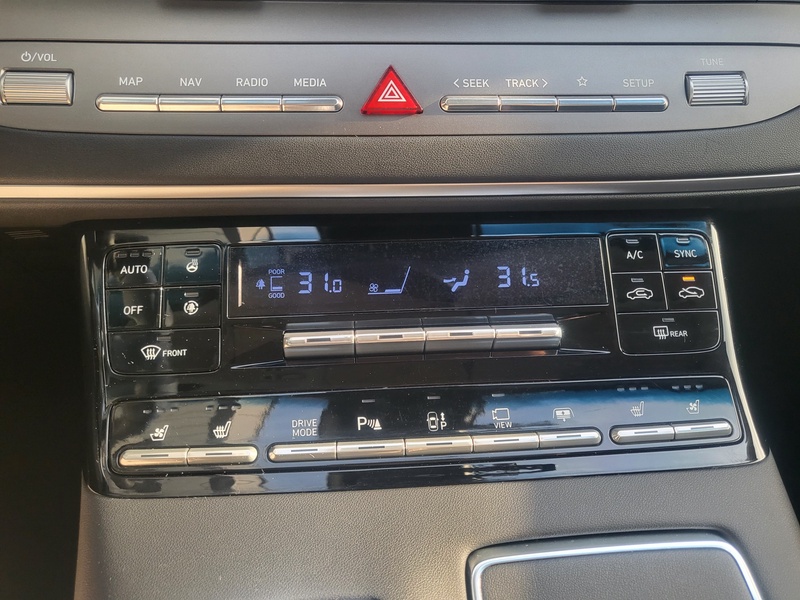 ⏻/VOL
MAP NAV RADIO MEDIA
< SEEK TRACK > ☆ SETUP
TUNE
AUTO
OFF
FRONT
POOR
GOOD
31.0
31.5
A/C SYNC
REAR
DRIVE MODE
P
P
VIEW